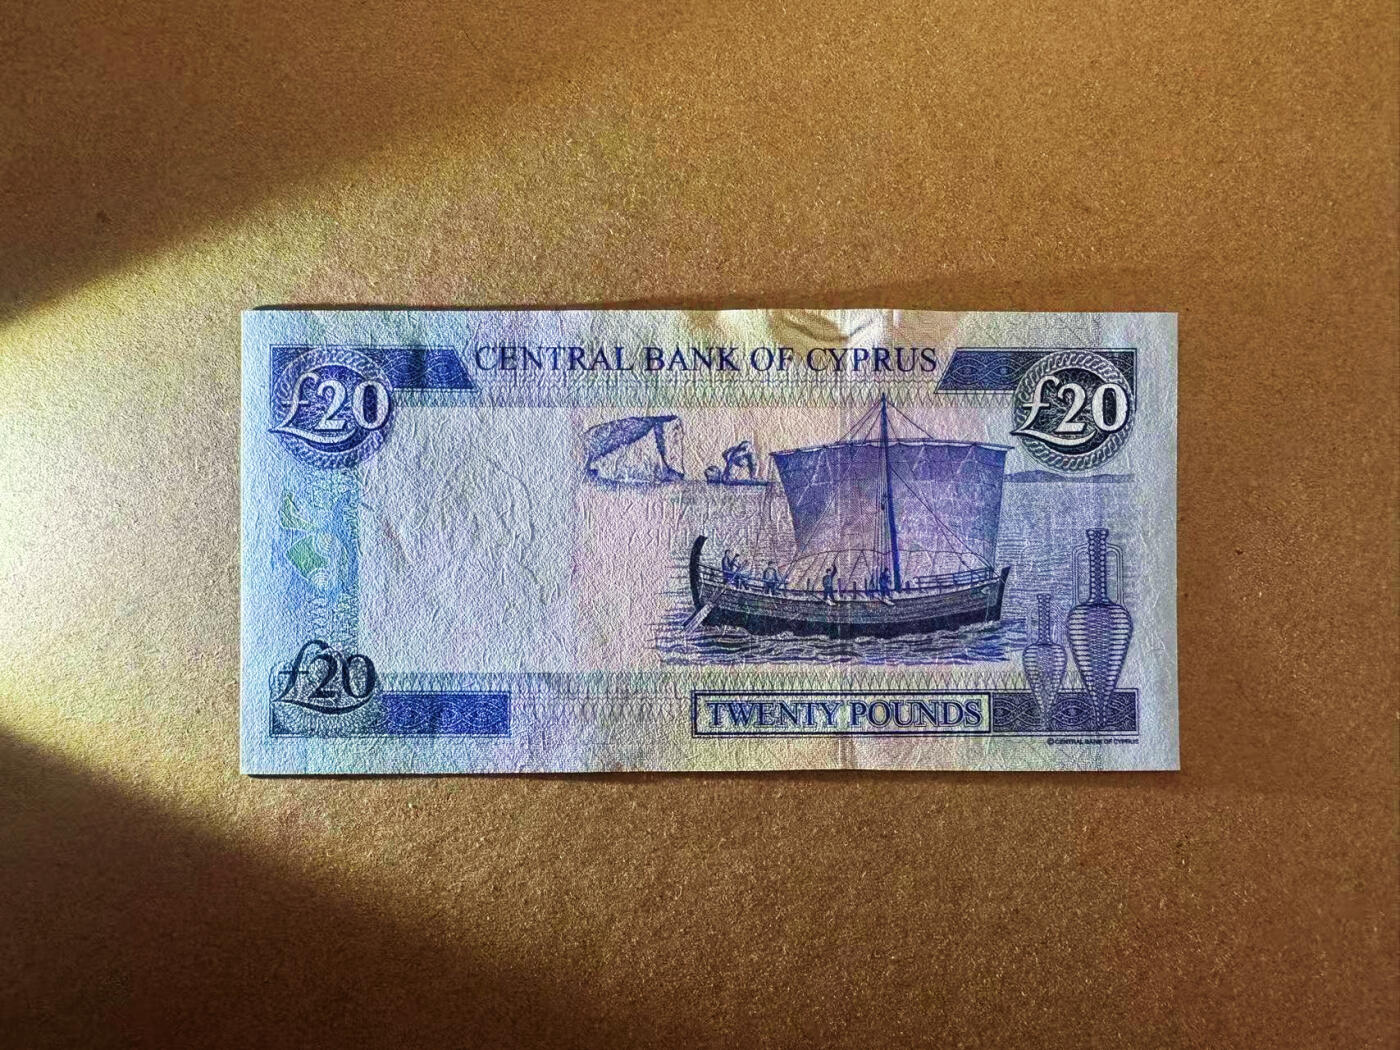 CENTRAL BANK OF CYPRUS
£20
£20
£20
TWENTY POUNDS
© CENTRAL BANK OF CYPRUS